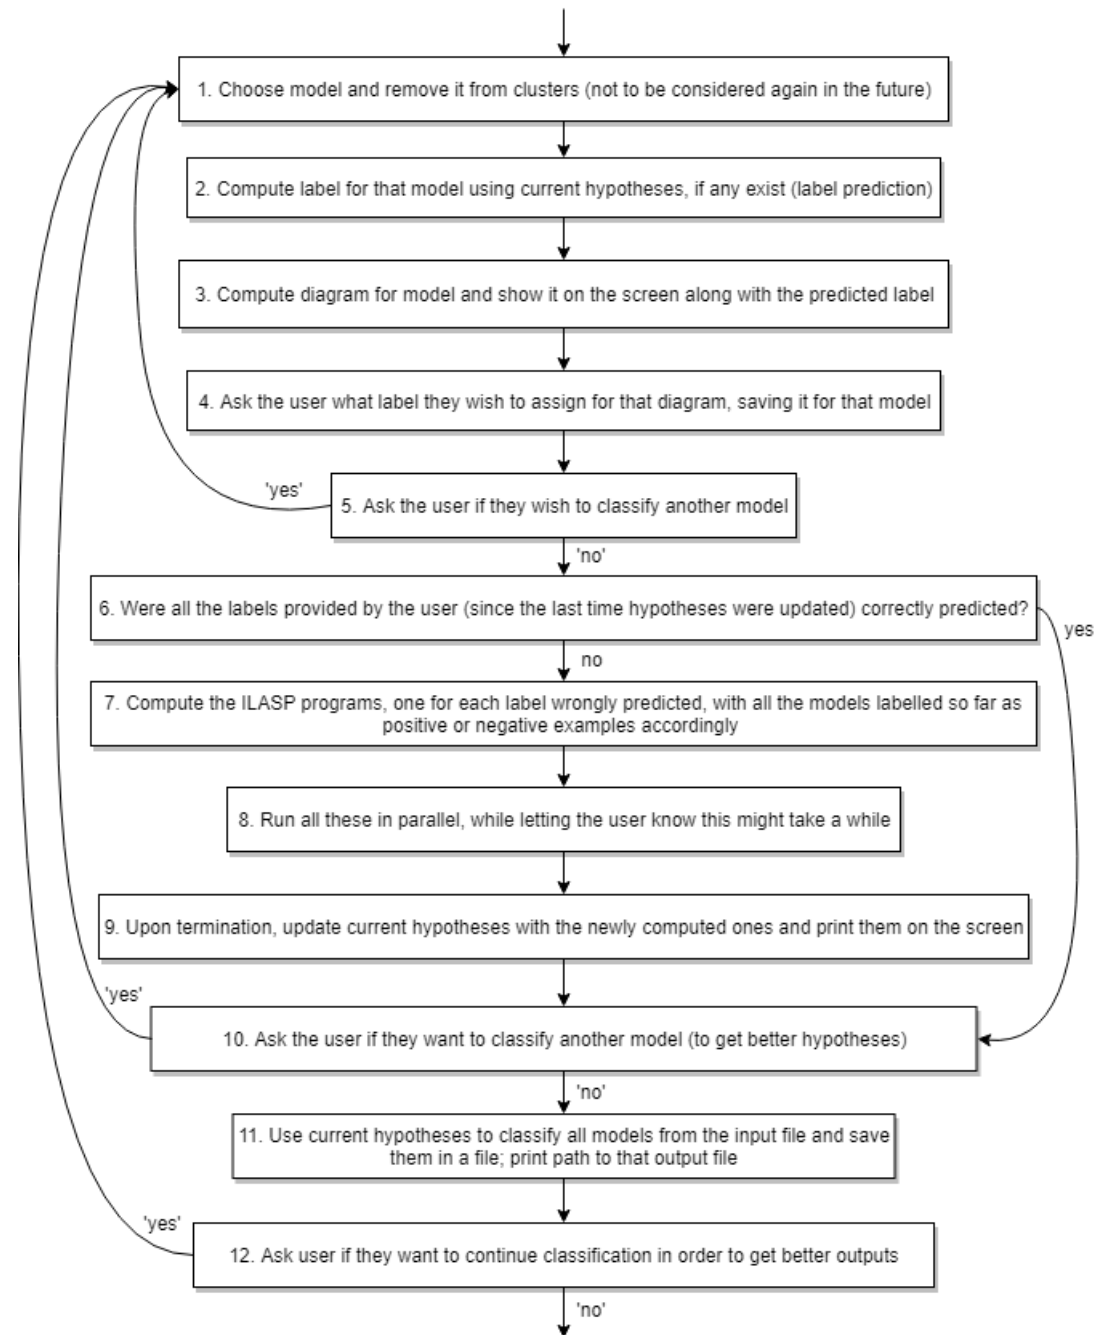 1. Choose model and remove it from clusters (not to be considered again in the future)
2. Compute label for that model using current hypotheses, if any exist (label prediction)
3. Compute diagram for model and show it on the screen along with the predicted label
4. Ask the user what label they wish to assign for that diagram, saving it for that model
'yes'
5. Ask the user if they wish to classify another model
'no'
6. Were all the labels provided by the user (since the last time hypotheses were updated) correctly predicted?
yes
no
7. Compute the ILASP programs, one for each label wrongly predicted, with all the models labelled so far as
positive or negative examples accordingly
8. Run all these in parallel, while letting the user know this might take a while
9. Upon termination, update current hypotheses with the newly computed ones and print them on the screen
'yes'
10. Ask the user if they want to classify another model (to get better hypotheses)
'no'
11. Use current hypotheses to classify all models from the input file and save
them in a file; print path to that output file
'yes'
12. Ask user if they want to continue classification in order to get better outputs
'no'